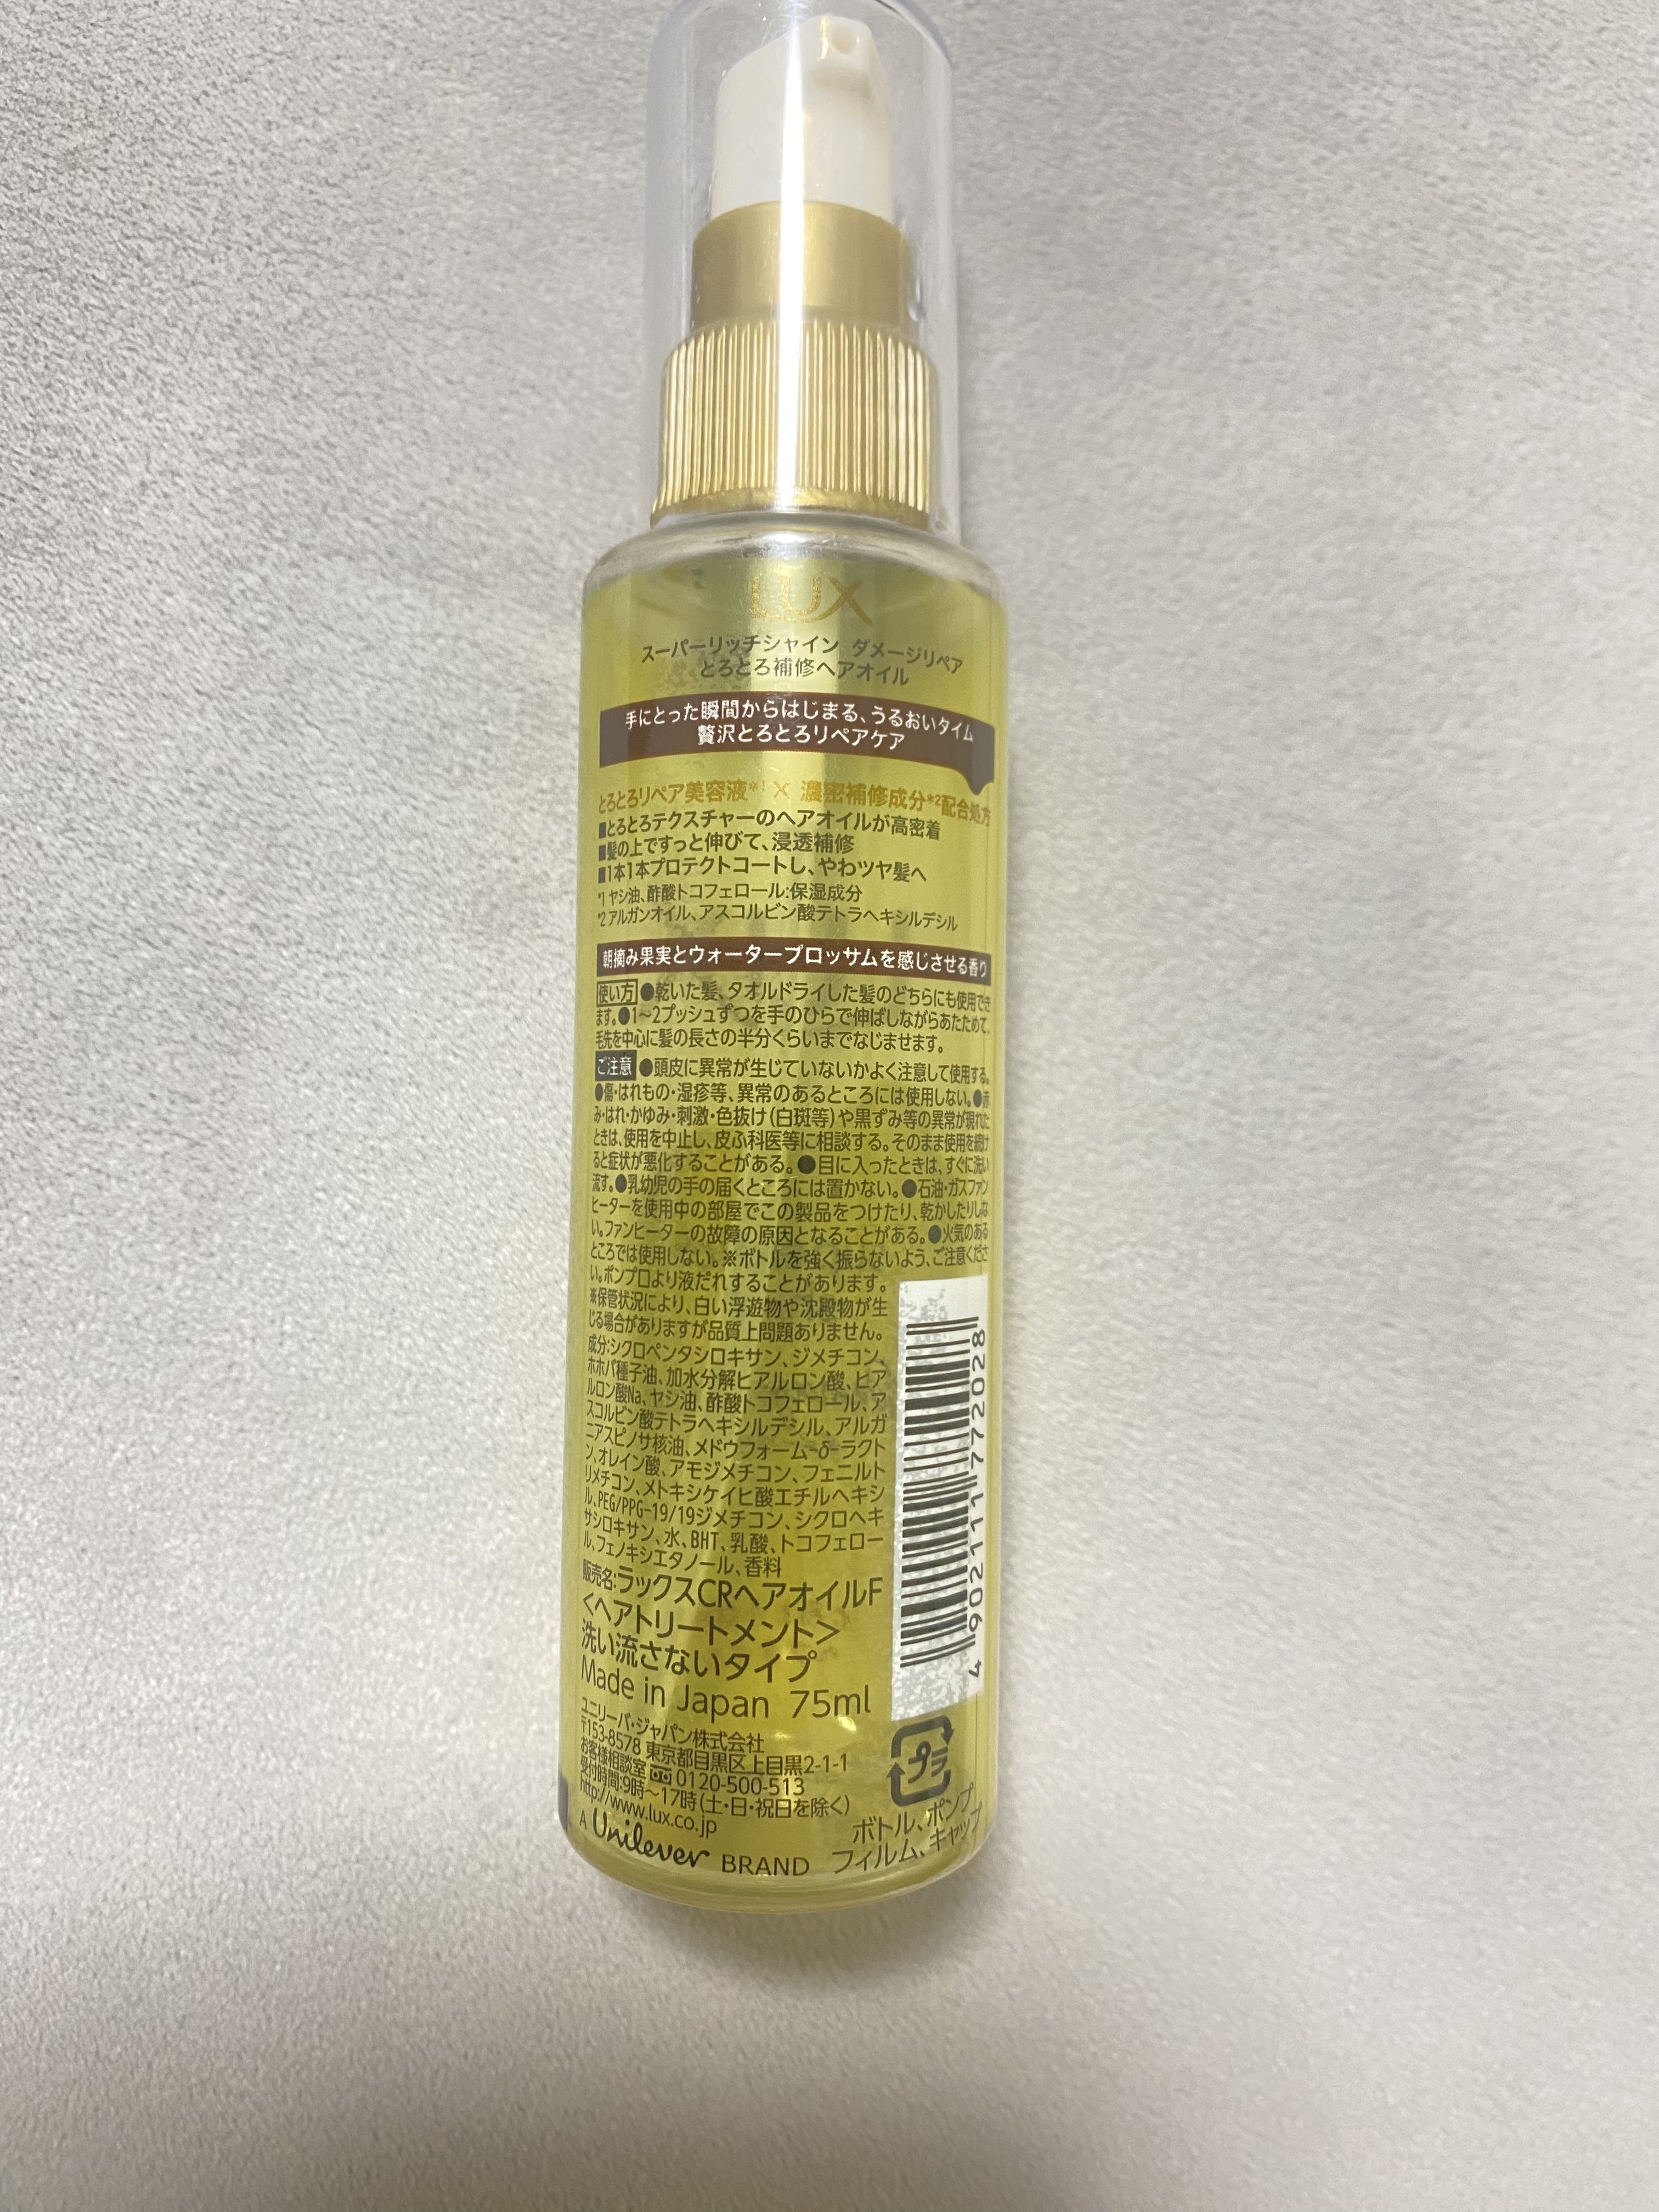 LUX
スーパーリッチシャイン ダメージリペア
とろとろ補修ヘアオイル
手にとった瞬間からはじまる、うるおいタイム
贅沢とろとろリペアケア
とろとろリペア美容液*1 × 濃密補修成分*2配合処方
■とろとろテクスチャーのヘアオイルが高密着
■髪の上ですっと伸びて、浸透補修
■1本1本プロテクトコートし、やわツヤ髪へ
*1 ヤシ油、酢酸トコフェロール:保湿成分
*2 アルガンオイル、アスコルビン酸テトラヘキシルデシル
朝摘み果実とウォーターブロッサムを感じさせる香り
使い方 ●乾いた髪、タオルドライした髪のどちらにも使用でき
ます。●1～2プッシュずつを手のひらで伸ばしながらあたためて、
毛先を中心に髪の長さの半分くらいまでなじませます。
ご注意 ●頭皮に異常が生じていないかよく注意して使用する。
●傷・はれもの・湿疹等、異常のあるところには使用しない。●赤
み・はれ・かゆみ・刺激・色抜け(白斑等)や黒ずみ等の異常が現れた
ときは、使用を中止し、皮ふ科医等に相談する。そのまま使用を続け
ると症状が悪化することがある。●目に入ったときは、すぐに洗い
流す。●乳幼児の手の届くところには置かない。●石油・ガスファン
ヒーターを使用中の部屋でこの製品をつけたり、乾かしたりしな
い。ファンヒーターの故障の原因となることがある。●火気のある
ところでは使用しない。※ボトルを強く振らないよう、ご注意くださ
い。ポンプ口より液だれすることがあります。
※保管状況により、白い浮遊物や沈殿物が生
じる場合がありますが品質上問題ありません。
成分:シクロペンタシロキサン、ジメチコン、
ホホバ種子油、加水分解ヒアルロン酸、ヒア
ルロン酸Na、ヤシ油、酢酸トコフェロール、ア
スコルビン酸テトラヘキシルデシル、アルガ
ニアスピノサ核油、メドウフォーム-δ-ラクト
ン、オレイン酸、アモジメチコン、フェニルト
リメチコン、メトキシケイヒ酸エチルヘキシ
ル、PEG/PPG-19/19ジメチコン、シクロヘキ
サシロキサン、水、BHT、乳酸、トコフェロー
ル、フェノキシエタノール、香料
販売名:ラックスCRヘアオイルF
<ヘアトリートメント>
洗い流さないタイプ
Made in Japan 75ml
ユニリーバ・ジャパン株式会社
〒153-8578 東京都目黒区上目黒2-1-1
お客様相談室 0120-500-513
受付時間:9時～17時(土・日・祝日を除く)
http://www.lux.co.jp
A Unilever BRAND
4902111772028
プラ
ボトル、ポンプ
フィルム、キャップ